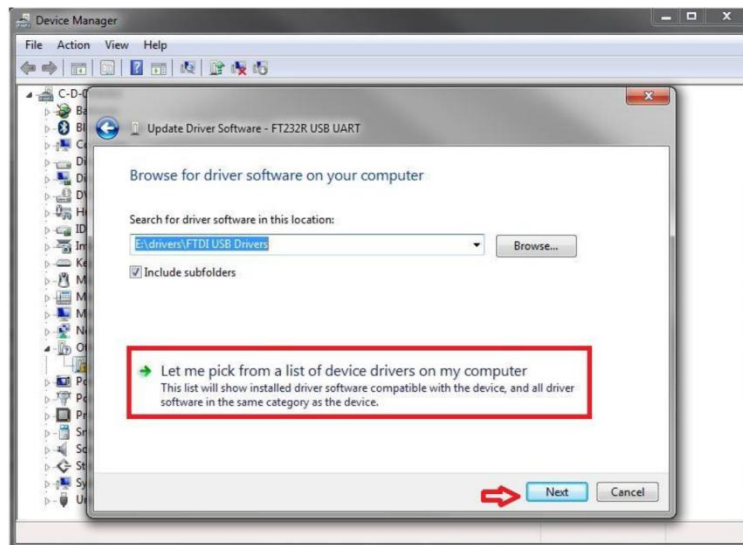 Device Manager
File Action View Help
C-D-
Update Driver Software - FT232R USB UART
Browse for driver software on your computer
Search for driver software in this location:
E:\drivers\FTDI USB Drivers
Browse...
Include subfolders
Let me pick from a list of device drivers on my computer
This list will show installed driver software compatible with the device, and all driver
software in the same category as the device.
Next Cancel